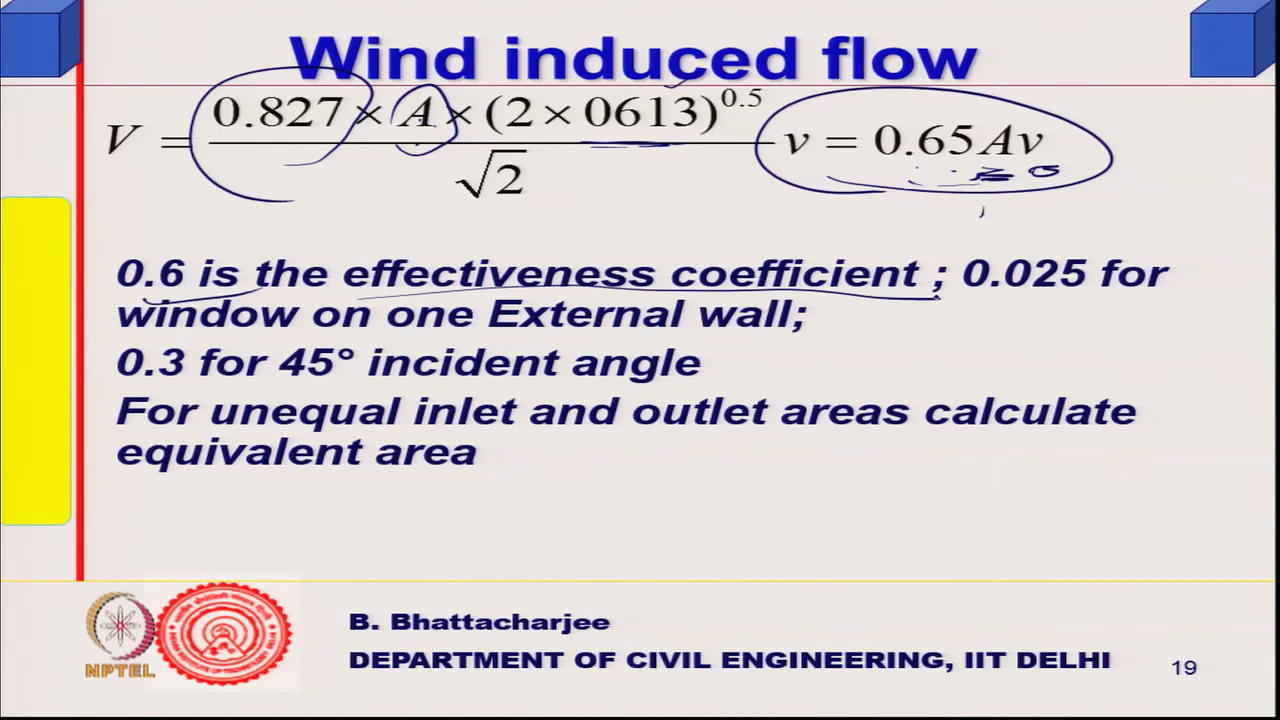 Wind induced flow
V = 0.827 × A × (2 × 0613)^0.5 / √2 v = 0.65 Av
0.6 is the effectiveness coefficient ; 0.025 for
window on one External wall;
0.3 for 45° incident angle
For unequal inlet and outlet areas calculate
equivalent area
NPTEL
B. Bhattacharjee
DEPARTMENT OF CIVIL ENGINEERING, IIT DELHI
19